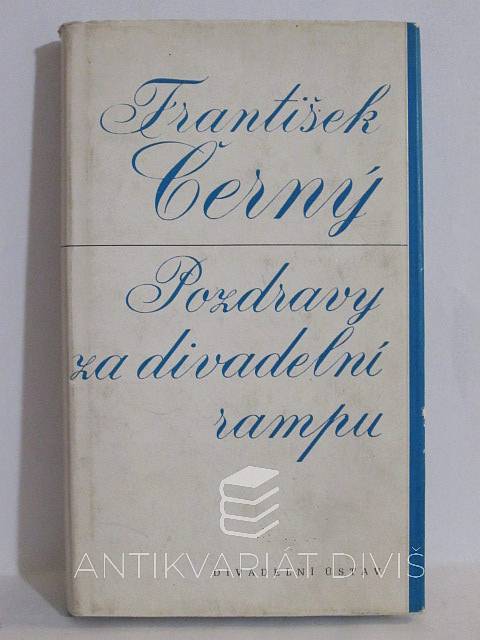 František
Černý
Pozdravy
za divadelní
rampu
ANTIKVARIÁT DIVIŠ
DIVADELNÍ ÚSTAV